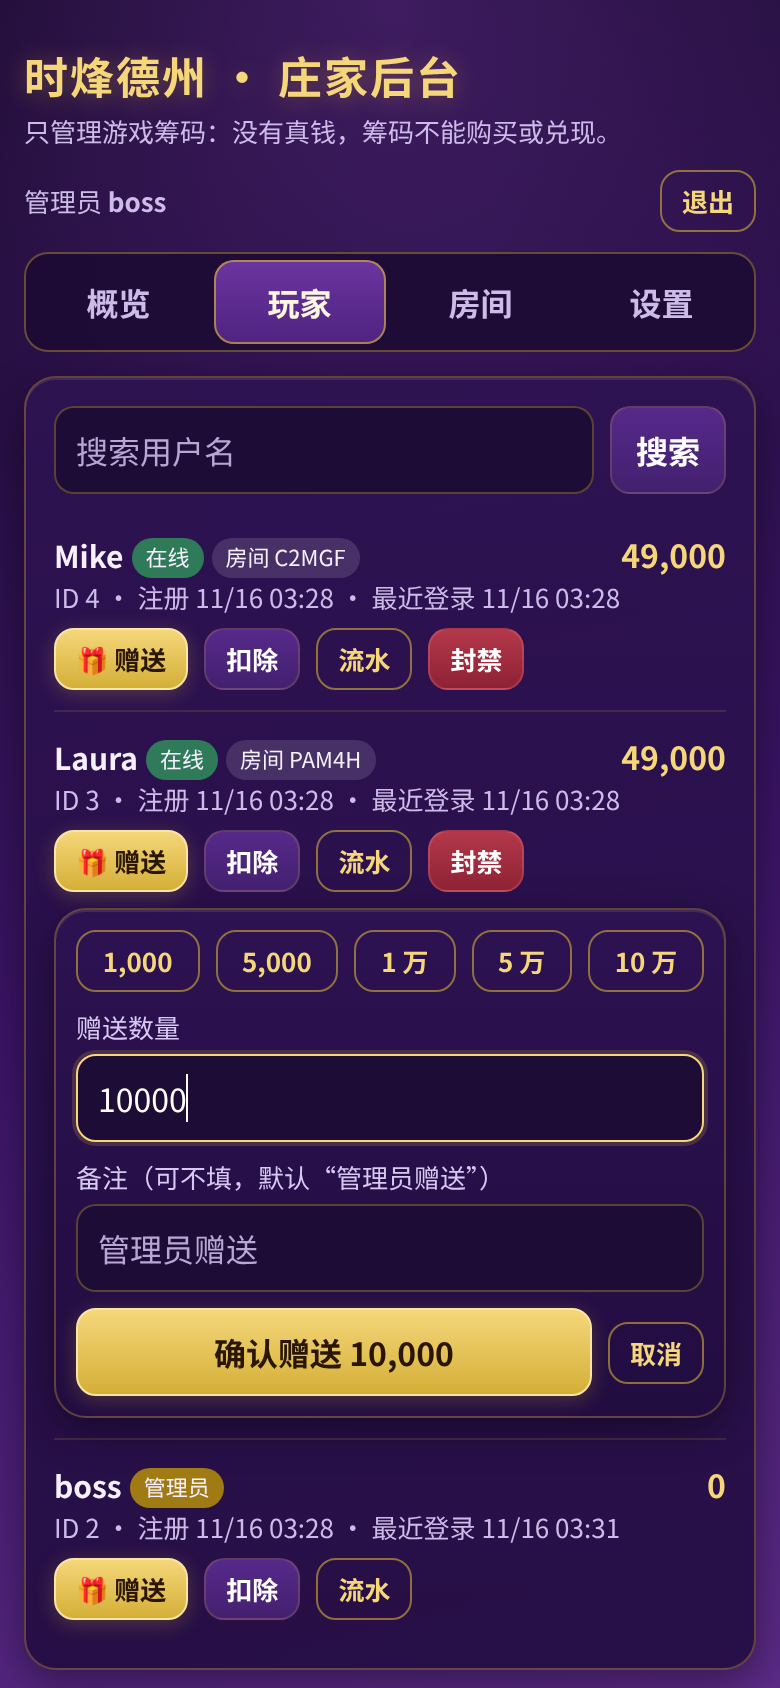 时烽德州 · 庄家后台
只管理游戏筹码：没有真钱，筹码不能购买或兑现。
管理员 boss 退出
概览 玩家 房间 设置
搜索用户名 搜索
Mike 在线 房间 C2MGF 49,000
ID 4 · 注册 11/16 03:28 · 最近登录 11/16 03:28
🎁 赠送 扣除 流水 封禁
Laura 在线 房间 PAM4H 49,000
ID 3 · 注册 11/16 03:28 · 最近登录 11/16 03:28
🎁 赠送 扣除 流水 封禁
1,000 5,000 1 万 5 万 10 万
赠送数量
10000
备注（可不填，默认“管理员赠送”）
管理员赠送
确认赠送 10,000 取消
boss 管理员 0
ID 2 · 注册 11/16 03:28 · 最近登录 11/16 03:31
🎁 赠送 扣除 流水